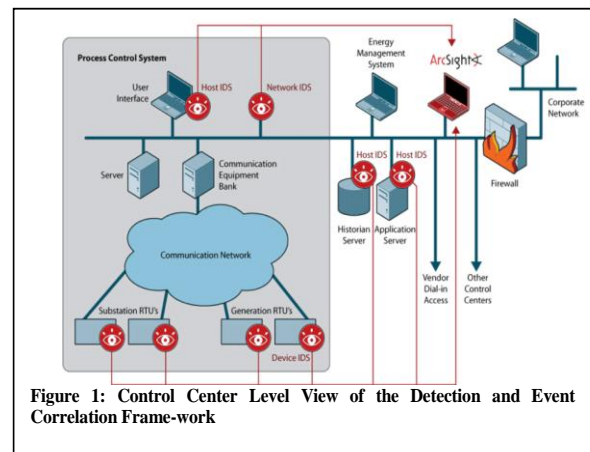 Process Control System
Energy
Management
System
ArcSight
User
Interface
Host IDS
Network IDS
Corporate
Network
Server
Communication
Equipment
Bank
Host IDS
Host IDS
Firewall
Historian
Server
Application
Server
Communication Network
Vendor
Dial-in
Access
Other
Control
Centers
Substation RTU's
Generation RTU's
Device IDS
Figure 1: Control Center Level View of the Detection and Event
Correlation Frame-work